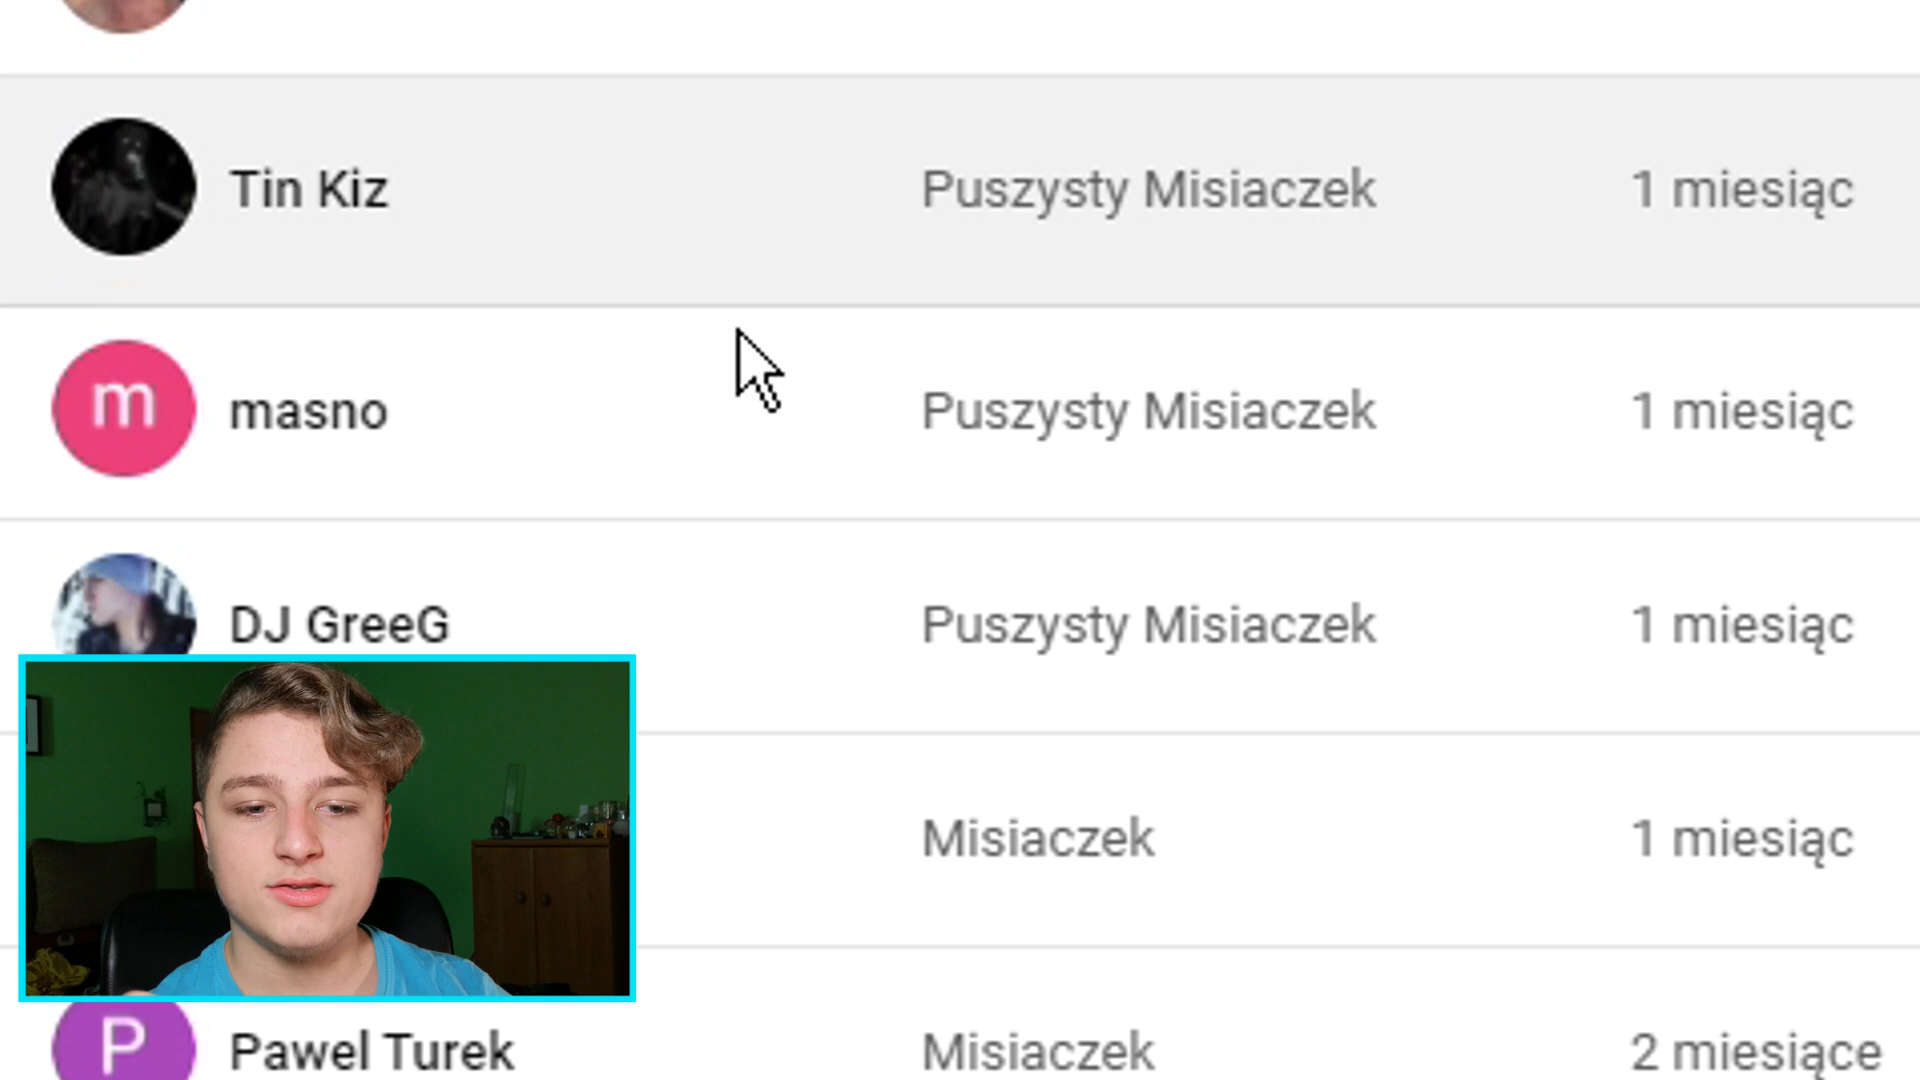 Tin Kiz Puszysty Misiaczek 1 miesiąc
m masno Puszysty Misiaczek 1 miesiąc
DJ GreeG Puszysty Misiaczek 1 miesiąc
Misiaczek 1 miesiąc
P Pawel Turek Misiaczek 2 miesiące